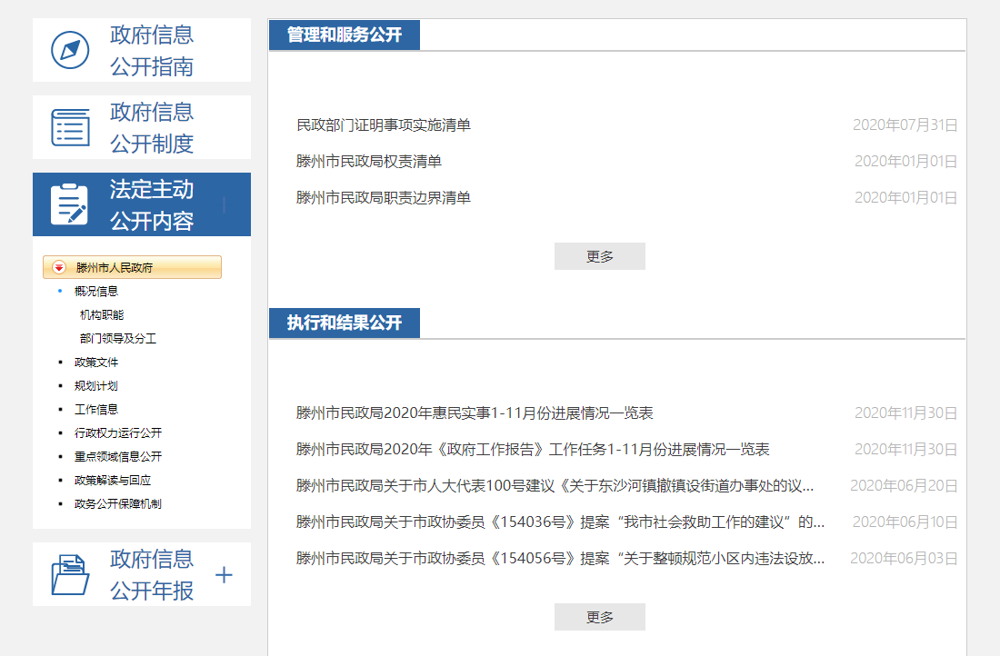 政府信息
公开指南
政府信息
公开制度
法定主动
公开内容
滕州市人民政府
概况信息
机构职能
部门领导及分工
政策文件
规划计划
工作信息
行政权力运行公开
重点领域信息公开
政策解读与回应
政务公开保障机制
政府信息
公开年报
管理和服务公开
民政部门证明事项实施清单 2020年07月31日
滕州市民政局权责清单 2020年01月01日
滕州市民政局职责边界清单 2020年01月01日
更多
执行和结果公开
滕州市民政局2020年惠民实事1-11月份进展情况一览表 2020年11月30日
滕州市民政局2020年《政府工作报告》工作任务1-11月份进展情况一览表 2020年11月30日
滕州市民政局关于市人大代表100号建议《关于东沙河镇撤镇设街道办事处的议... 2020年06月20日
滕州市民政局关于市政协委员《154036号》提案“我市社会救助工作的建议”的... 2020年06月10日
滕州市民政局关于市政协委员《154056号》提案“关于整顿规范小区内违法设放... 2020年06月03日
更多